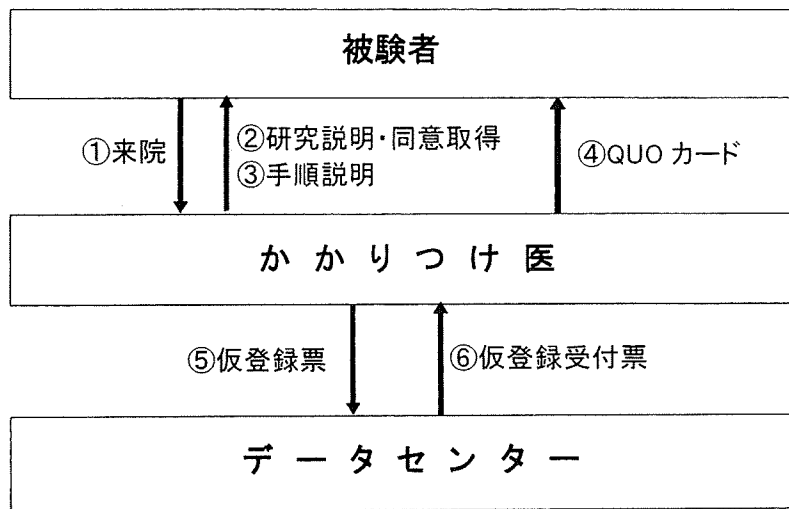 被験者
①来院
②研究説明・同意取得
③手順説明
④QUO カード
かかりつけ医
⑤仮登録票
⑥仮登録受付票
データセンター